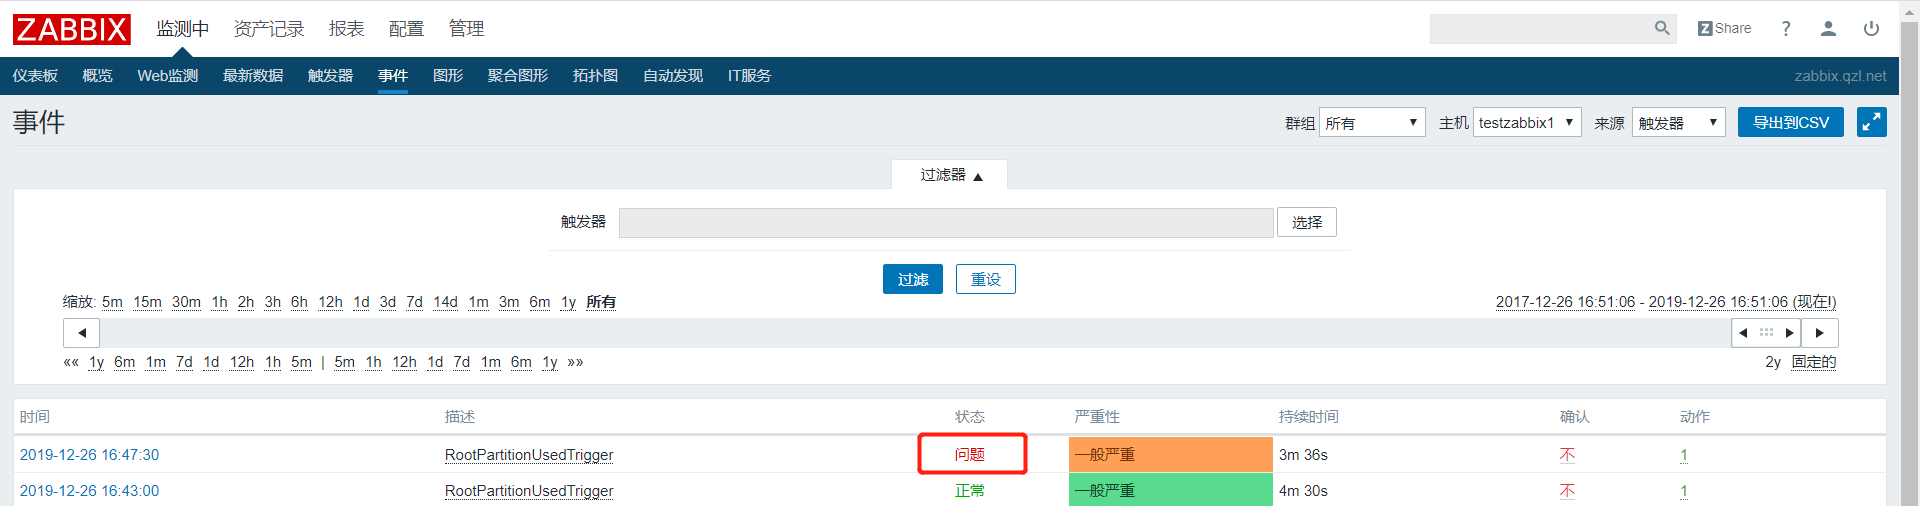 ZABBIX 监测中 资产记录 报表 配置 管理 Z Share ?
仪表板 概览 Web监测 最新数据 触发器 事件 图形 聚合图形 拓扑图 自动发现 IT服务 zabbix.qzl.net
事件 群组 所有 主机 testzabbix1 来源 触发器 导出到CSV
过滤器
触发器 选择
过滤 重设
缩放: 5m 15m 30m 1h 2h 3h 6h 12h 1d 3d 7d 14d 1m 3m 6m 1y 所有 2017-12-26 16:51:06 - 2019-12-26 16:51:06 (现在!)
«« 1y 6m 1m 7d 1d 12h 1h 5m | 5m 1h 12h 1d 7d 1m 6m 1y »» 2y 固定的
时间 描述 状态 严重性 持续时间 确认 动作
2019-12-26 16:47:30 RootPartitionUsedTrigger 问题 一般严重 3m 36s 不 1
2019-12-26 16:43:00 RootPartitionUsedTrigger 正常 一般严重 4m 30s 不 1